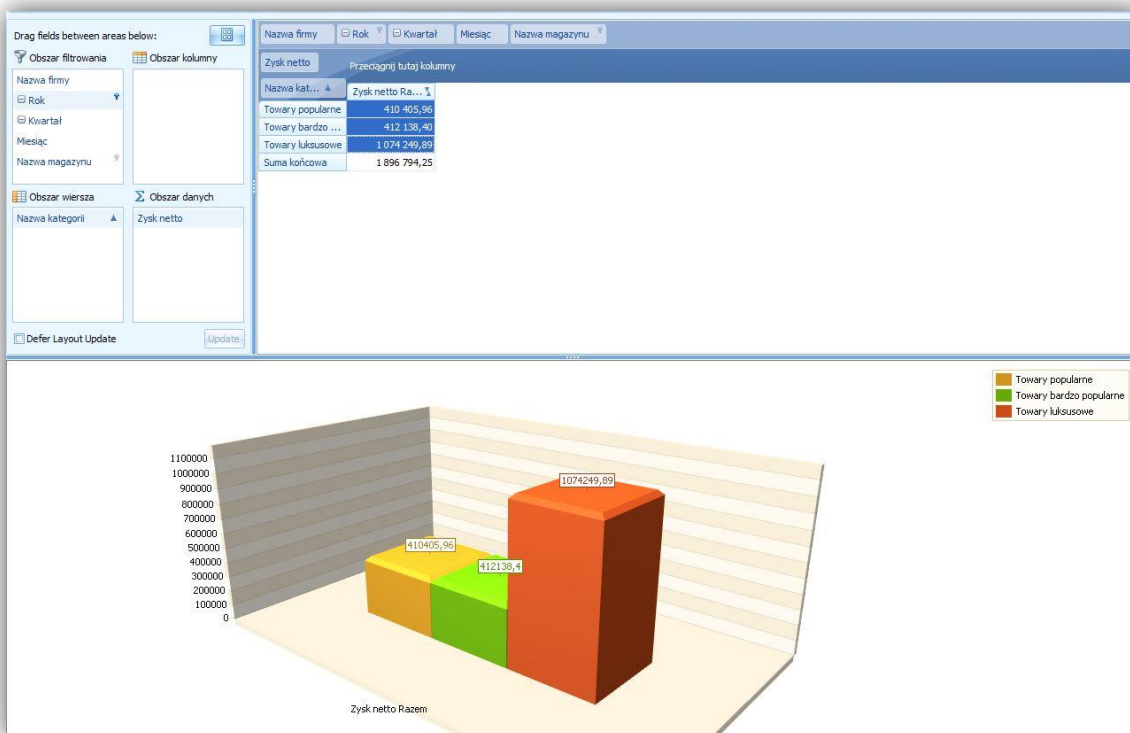 Drag fields between areas below:
Obszar filtrowania
Obszar kolumny
Nazwa firmy
Rok
Kwartał
Miesiąc
Nazwa magazynu
Obszar wiersza
Obszar danych
Nazwa kategorii
Zysk netto
Defer Layout Update
Update
Nazwa firmy Rok Kwartał Miesiąc Nazwa magazynu
Zysk netto Przeciągnij tutaj kolumny
Nazwa kat... Zysk netto Ra...
Towary popularne 410 405,96
Towary bardzo ... 412 138,40
Towary luksusowe 1 074 249,89
Suma końcowa 1 896 794,25
Towary popularne
Towary bardzo popularne
Towary luksusowe
1100000
1000000
900000
800000
700000
600000
500000
400000
300000
200000
100000
0
1074249,89
410405,96
412138,4
Zysk netto Razem